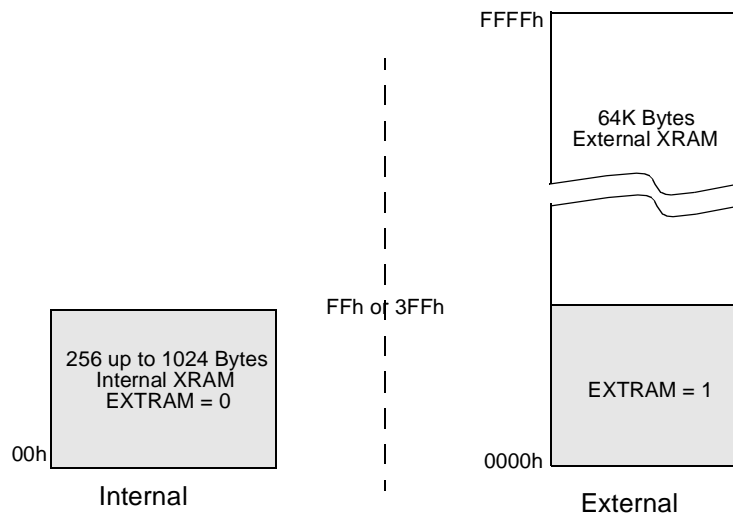 FFFFh
64K Bytes
External XRAM
FFh or 3FFh
256 up to 1024 Bytes
Internal XRAM
EXTRAM = 0
EXTRAM = 1
00h
0000h
Internal
External